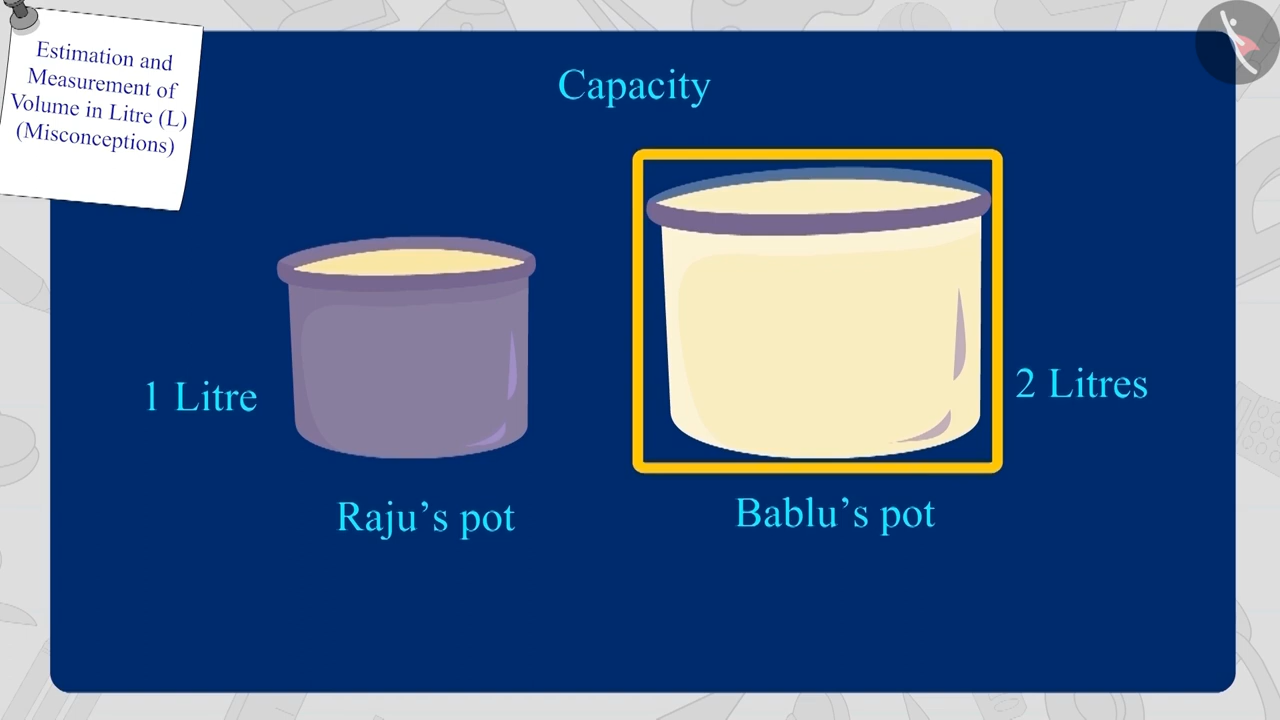 Estimation and
Measurement of
Volume in Litre (L)
(Misconceptions)
Capacity
1 Litre
2 Litres
Raju’s pot
Bablu’s pot